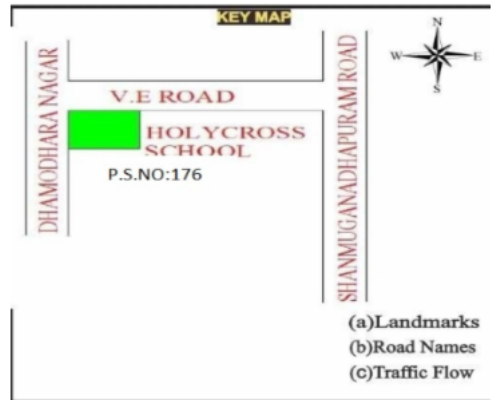 KEY MAP
N
W E
S
V.E ROAD
DHAMODHARA NAGAR
HOLYCROSS
SCHOOL
P.S.NO:176
SHANMUGANADHAPURAM ROAD
(a)Landmarks
(b)Road Names
(c)Traffic Flow